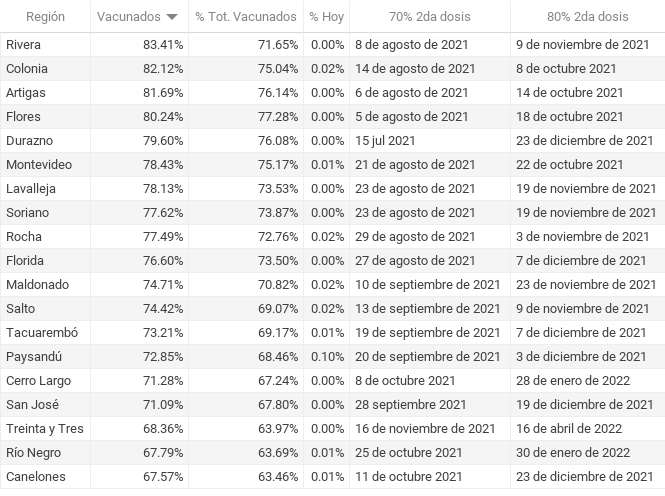 Región Vacunados % Tot. Vacunados % Hoy 70% 2da dosis 80% 2da dosis
Rivera 83.41% 71.65% 0.00% 8 de agosto de 2021 9 de noviembre de 2021
Colonia 82.12% 75.04% 0.02% 14 de agosto de 2021 8 de octubre 2021
Artigas 81.69% 76.14% 0.00% 6 de agosto de 2021 14 de octubre 2021
Flores 80.24% 77.28% 0.00% 5 de agosto de 2021 18 de octubre 2021
Durazno 79.60% 76.08% 0.00% 15 jul 2021 23 de diciembre de 2021
Montevideo 78.43% 75.17% 0.01% 21 de agosto de 2021 22 de octubre 2021
Lavalleja 78.13% 73.53% 0.00% 23 de agosto de 2021 19 de noviembre de 2021
Soriano 77.62% 73.87% 0.00% 23 de agosto de 2021 19 de noviembre de 2021
Rocha 77.49% 72.76% 0.02% 29 de agosto de 2021 3 de noviembre de 2021
Florida 76.60% 73.50% 0.00% 27 de agosto de 2021 7 de diciembre de 2021
Maldonado 74.71% 70.82% 0.02% 10 de septiembre de 2021 23 de noviembre de 2021
Salto 74.42% 69.07% 0.02% 13 de septiembre de 2021 9 de noviembre de 2021
Tacuarembó 73.21% 69.17% 0.01% 19 de septiembre de 2021 7 de diciembre de 2021
Paysandú 72.85% 68.46% 0.10% 20 de septiembre de 2021 3 de diciembre de 2021
Cerro Largo 71.28% 67.24% 0.00% 8 de octubre 2021 28 de enero de 2022
San José 71.09% 67.80% 0.00% 28 septiembre 2021 19 de diciembre de 2021
Treinta y Tres 68.36% 63.97% 0.00% 16 de noviembre de 2021 16 de abril de 2022
Río Negro 67.79% 63.69% 0.01% 25 de octubre 2021 30 de enero de 2022
Canelones 67.57% 63.46% 0.01% 11 de octubre 2021 23 de diciembre de 2021